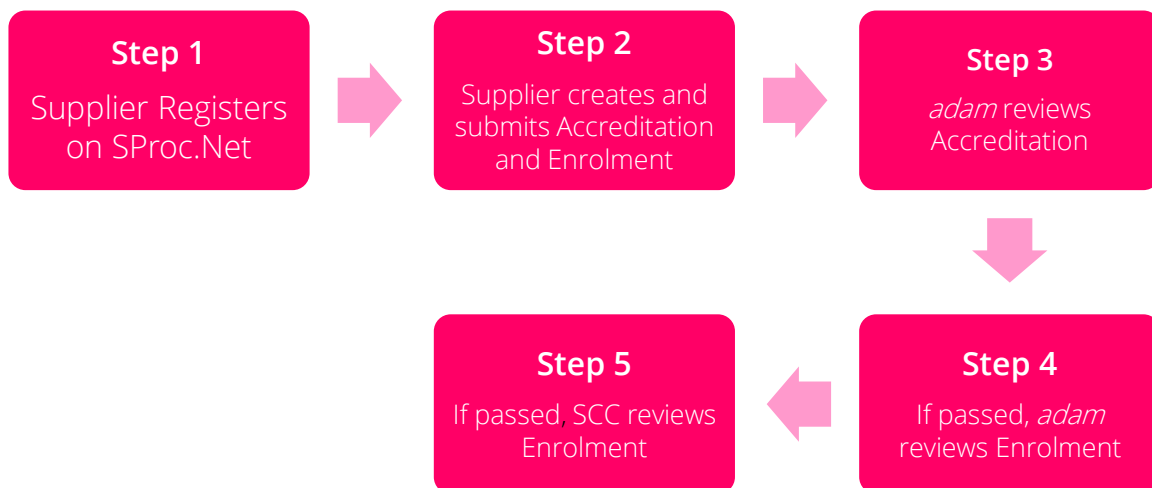 Step 1
Supplier Registers
on SProc.Net
Step 2
Supplier creates and
submits Accreditation
and Enrolment
Step 3
adam reviews
Accreditation
Step 4
If passed, adam
reviews Enrolment
Step 5
If passed, SCC reviews
Enrolment